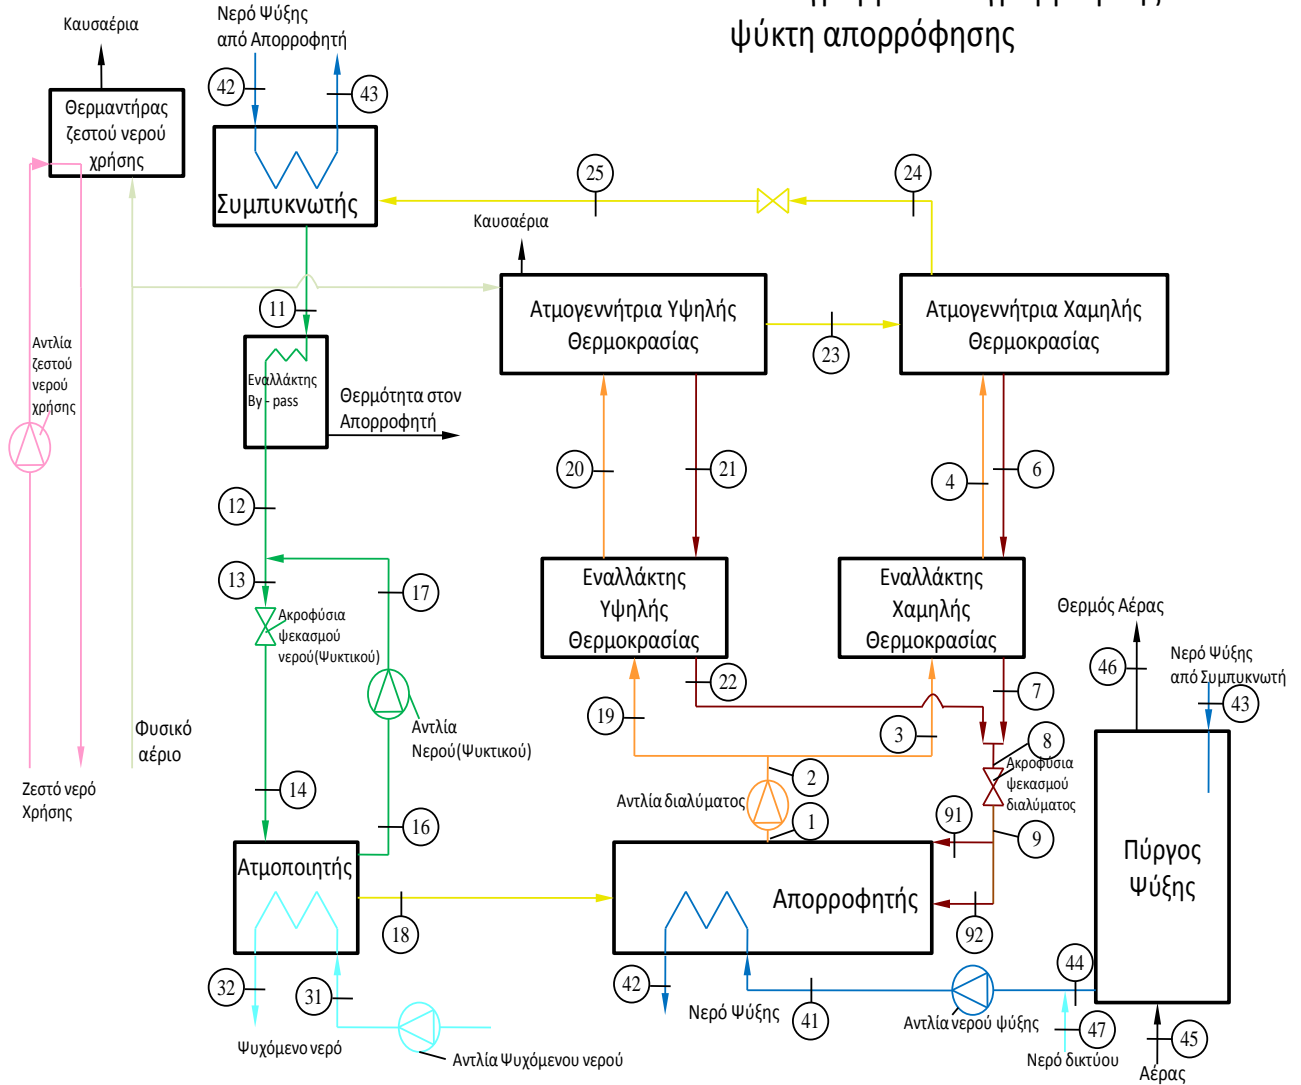 ψύκτη απορρόφησης
Καυσαέρια
Νερό Ψύξης
από Απορροφητή
42
43
Θερμαντήρας
ζεστού νερού
χρήσης
Συμπυκνωτής
25
24
Καυσαέρια
11
Ατμογεννήτρια Υψηλής
Θερμοκρασίας
23
Ατμογεννήτρια Χαμηλής
Θερμοκρασίας
Αντλία
ζεστού
νερού
χρήσης
Εναλλάκτης
By - pass
Θερμότητα στον
Απορροφητή
20
21
4
6
12
13
17
Ακροφύσια
ψεκασμού
νερού(Ψυκτικού)
Εναλλάκτης
Υψηλής
Θερμοκρασίας
Εναλλάκτης
Χαμηλής
Θερμοκρασίας
Θερμός Αέρας
46
Νερό Ψύξης
από Συμπυκνωτή
43
22
7
19
3
8
Αντλία
Νερού(Ψυκτικού)
Φυσικό
αέριο
Ακροφύσια
ψεκασμού
διαλύματος
2
Αντλία διαλύματος
Ζεστό νερό
Χρήσης
14
16
1
91
9
Ατμοποιητής
18
Απορροφητής
92
Πύργος
Ψύξης
32
31
42
Νερό Ψύξης
41
Αντλία νερού ψύξης
44
47
45
Ψυχόμενο νερό
Αντλία Ψυχόμενου νερού
Νερό δικτύου
Αέρας